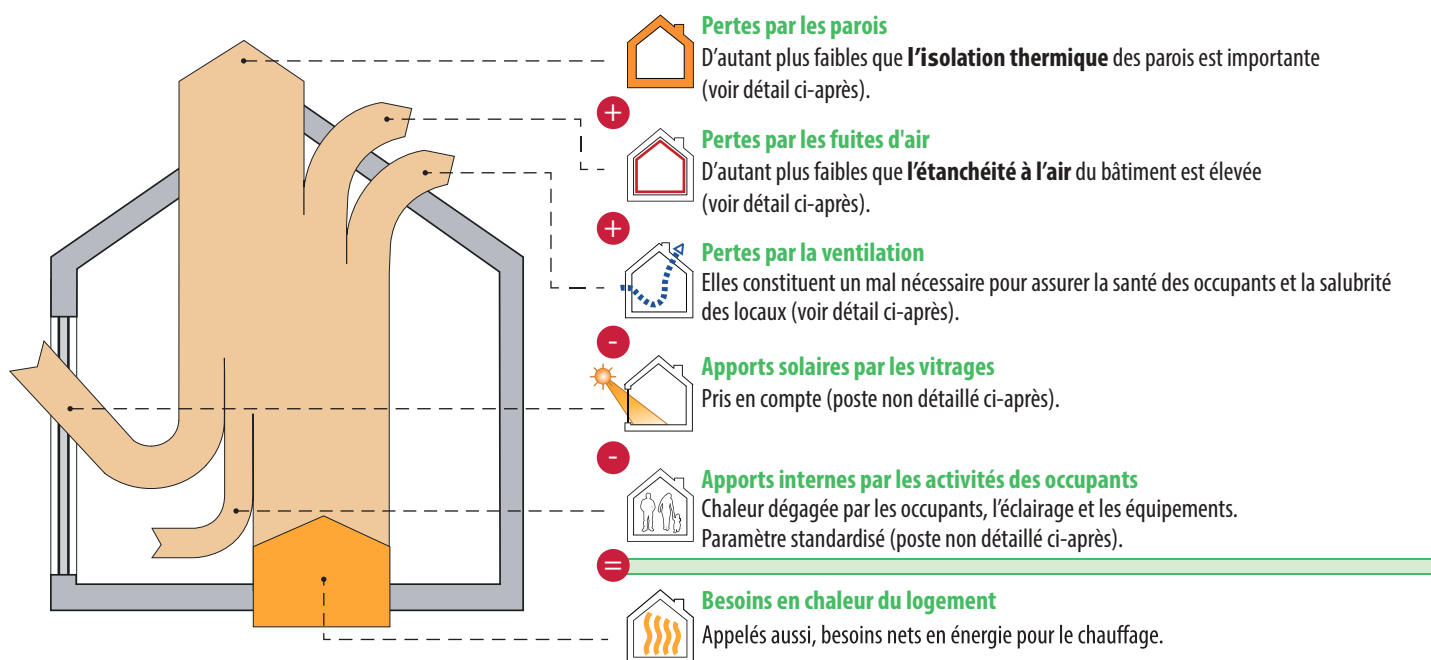 Pertes par les parois
D'autant plus faibles que l'isolation thermique des parois est importante
(voir détail ci-après).
+
Pertes par les fuites d'air
D'autant plus faibles que l'étanchéité à l'air du bâtiment est élevée
(voir détail ci-après).
+
Pertes par la ventilation
Elles constituent un mal nécessaire pour assurer la santé des occupants et la salubrité
des locaux (voir détail ci-après).
-
Apports solaires par les vitrages
Pris en compte (poste non détaillé ci-après).
-
Apports internes par les activités des occupants
Chaleur dégagée par les occupants, l'éclairage et les équipements.
Paramètre standardisé (poste non détaillé ci-après).
=
Besoins en chaleur du logement
Appelés aussi, besoins nets en énergie pour le chauffage.